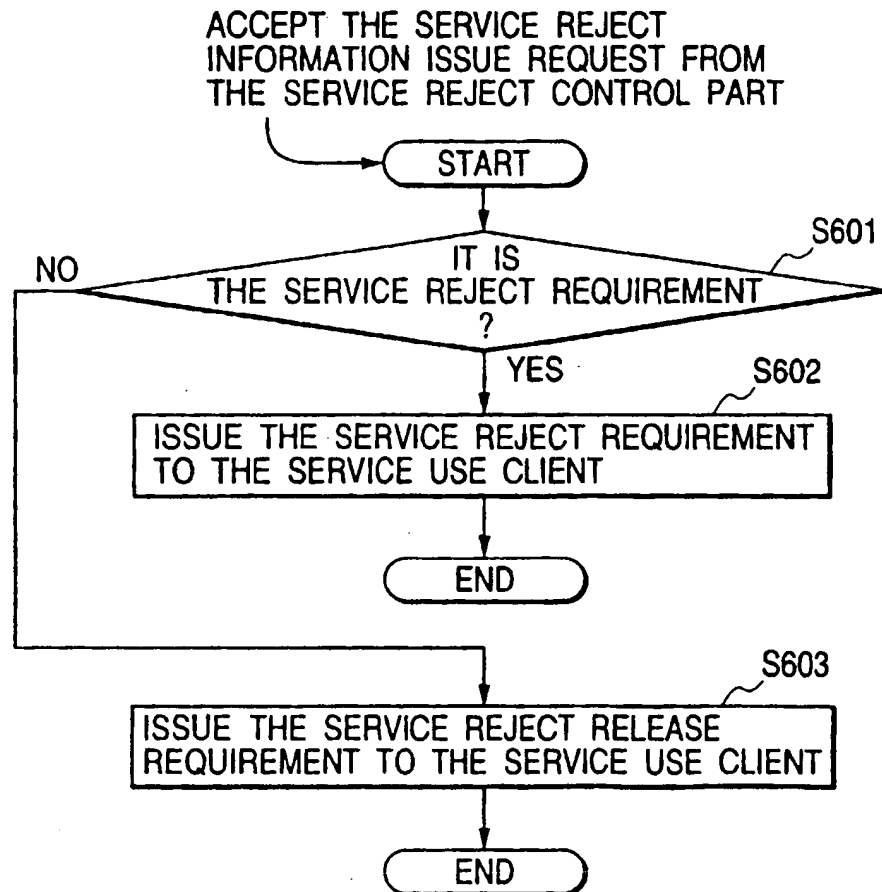 ACCEPT THE SERVICE REJECT
INFORMATION ISSUE REQUEST FROM
THE SERVICE REJECT CONTROL PART
START
S601
IT IS
THE SERVICE REJECT REQUIREMENT
?
NO
YES
S602
ISSUE THE SERVICE REJECT REQUIREMENT
TO THE SERVICE USE CLIENT
END
S603
ISSUE THE SERVICE REJECT RELEASE
REQUIREMENT TO THE SERVICE USE CLIENT
END